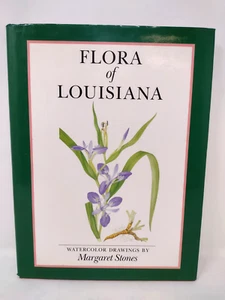 FLORA
of
LOUISIANA
WATERCOLOR DRAWINGS BY
Margaret Stones